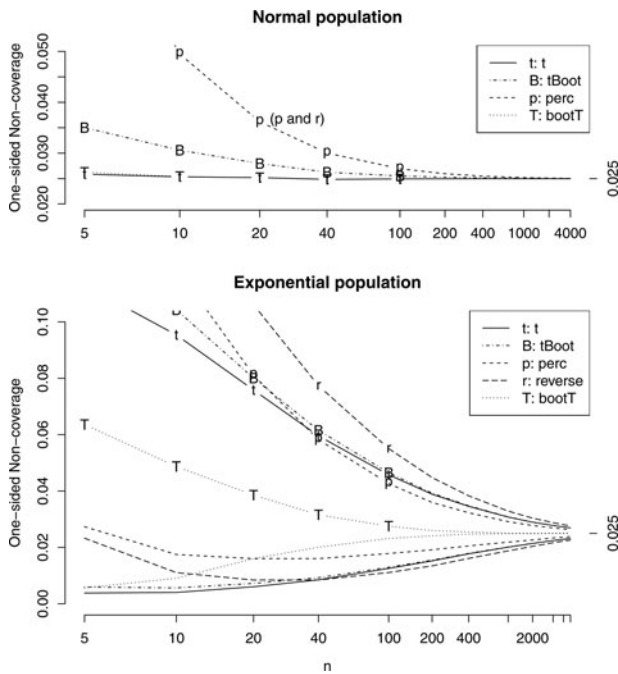 Normal population
One-sided Non-coverage
0.050
0.040
0.030
0.020
p
p (p and r)
p
p
B
B
B
B
B
T
t
T
t
T
t
T
t
T
t
t: t
B: tBoot
p: perc
T: bootT
0.025
5 10 20 40 100 200 400 1000 4000
Exponential population
One-sided Non-coverage
0.10
0.08
0.06
0.04
0.02
0.00
B
t
p
B
t
r
B
t
p
r
B
t
p
T
T
T
T
T
t: t
B: tBoot
p: perc
r: reverse
T: bootT
0.025
5 10 20 40 100 200 400 2000
n